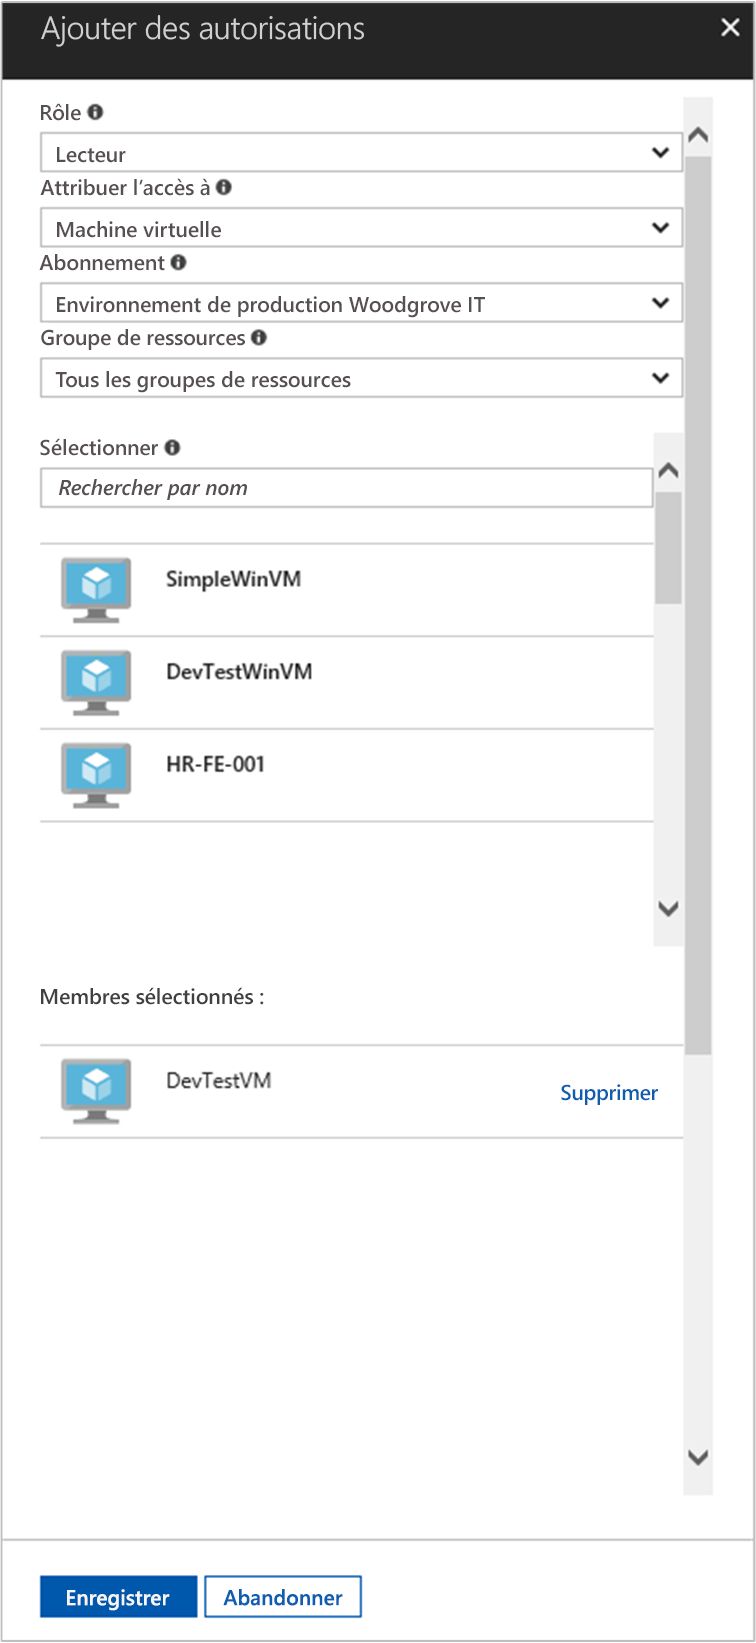 Ajouter des autorisations
Rôle
Lecteur
Attribuer l’accès à
Machine virtuelle
Abonnement
Environnement de production Woodgrove IT
Groupe de ressources
Tous les groupes de ressources
Sélectionner
Rechercher par nom
SimpleWinVM
DevTestWinVM
HR-FE-001
Membres sélectionnés :
DevTestVM
Supprimer
Enregistrer
Abandonner